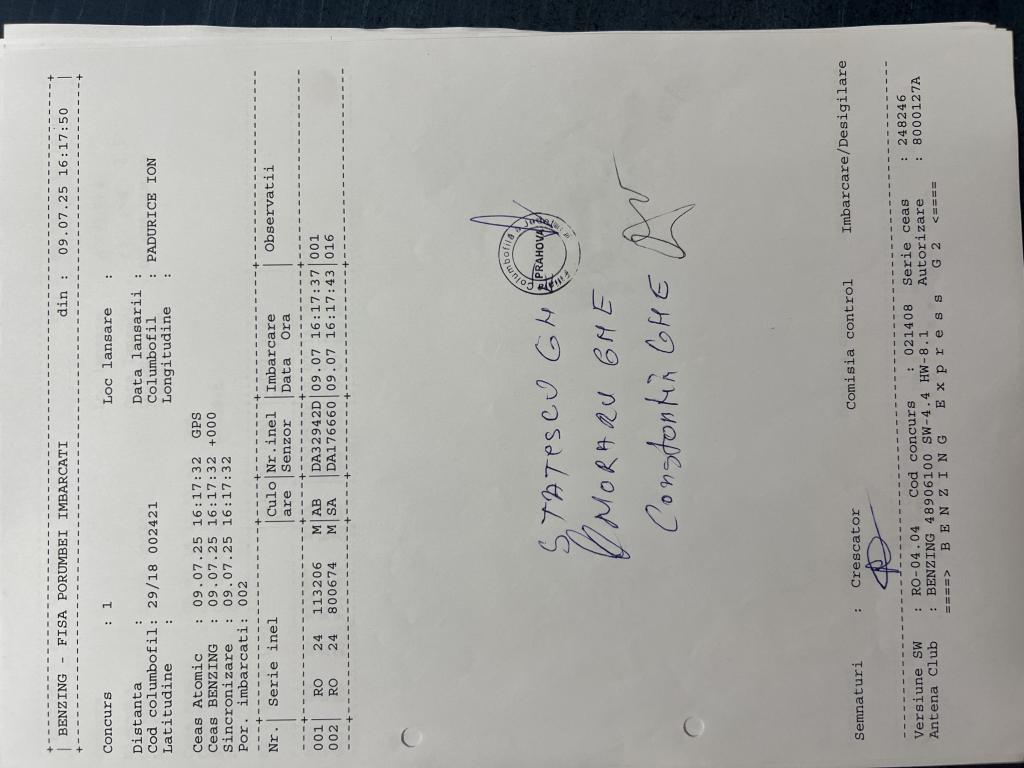 | BENZING - FISA PORUMBEI IMBARCATI din : 09.07.25 16:17:50 |
Concurs : 1 Loc lansare :
Distanta : Data lansarii :
Cod columbofil: 29/18 002421 Columbofil : PADURICE ION
Latitudine : Longitudine :
Ceas Atomic : 09.07.25 16:17:32 GPS
Ceas BENZING : 09.07.25 16:17:32 +000
Sincronizare : 09.07.25 16:17:32
Por. imbarcati: 002
Nr.| Serie inel |Culo|Nr.inel |Imbarcare | Observatii
|are |Senzor |Data Ora |
001| RO 24 113206 M|AB |DA32942D|09.07 16:17:37|001
002| RO 24 800674 M|SA |DA176660|09.07 16:17:43|016
STATESCU GH
Filiala Columbofilă a Județului
PRAHOVA
MORARU GHE
Constantin GHE
Semnaturi : Crescator Comisia control Imbarcare/Desigilare
Versiune SW : RO-04.04 Cod concurs : 021408 Serie ceas : 248246
Antena Club : BENZING 48906100 SW-4.4 HW-8.1 Autorizare : 8000127A
====> B E N Z I N G E x p r e s s G 2 <====